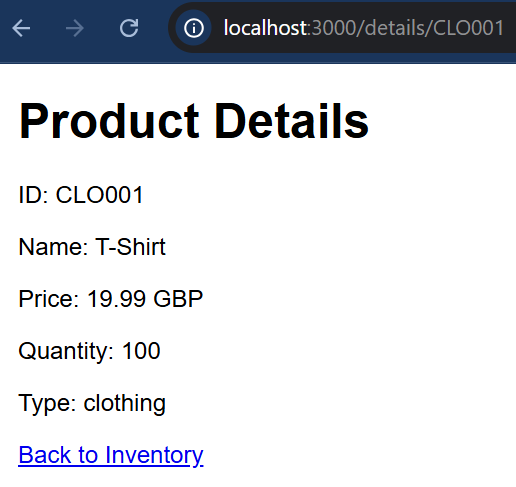 localhost:3000/details/CLO001
Product Details
ID: CLO001
Name: T-Shirt
Price: 19.99 GBP
Quantity: 100
Type: clothing
Back to Inventory